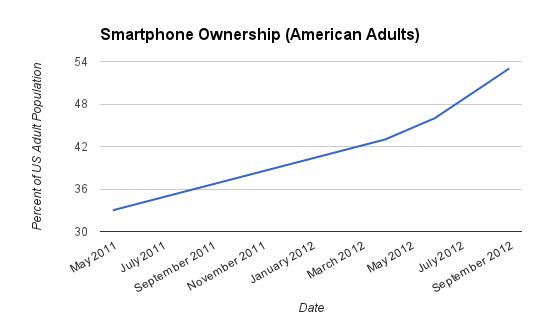 Smartphone Ownership (American Adults)
Percent of US Adult Population
54
48
42
36
30
May 2011
July 2011
September 2011
November 2011
January 2012
March 2012
May 2012
July 2012
September 2012
Date